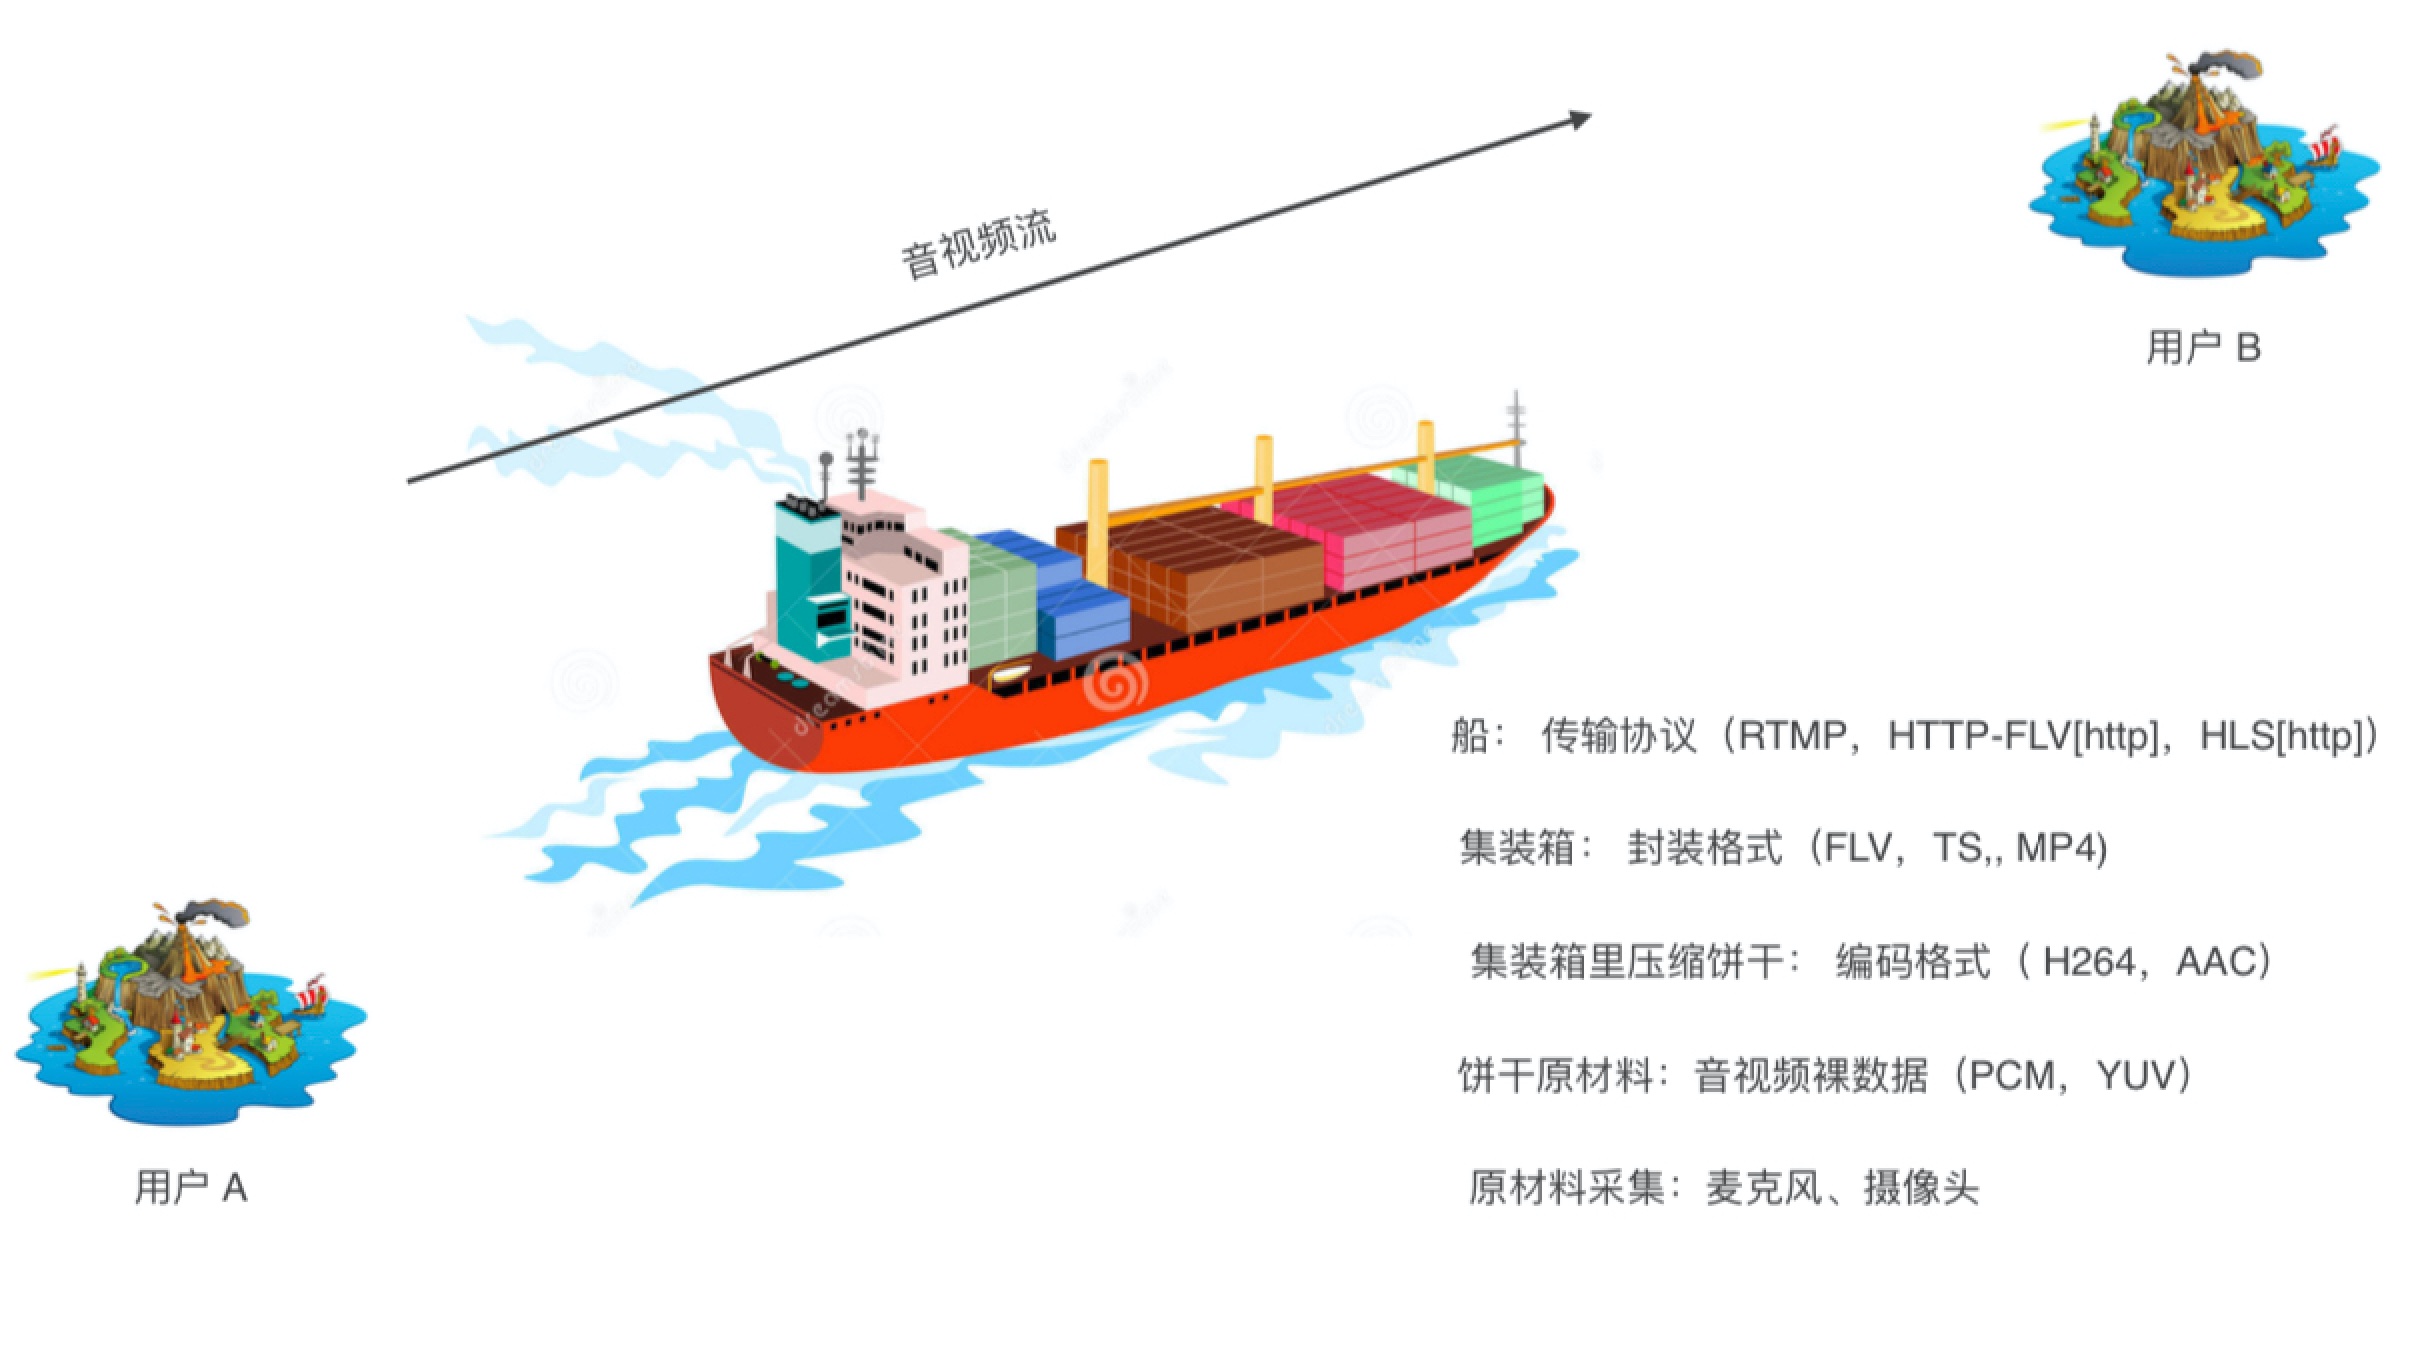 音视频流
用户 B
船： 传输协议（RTMP，HTTP-FLV[http]，HLS[http]）
集装箱： 封装格式（FLV，TS,, MP4)
集装箱里压缩饼干： 编码格式（ H264，AAC）
饼干原材料：音视频裸数据（PCM，YUV）
原材料采集：麦克风、摄像头
用户 A